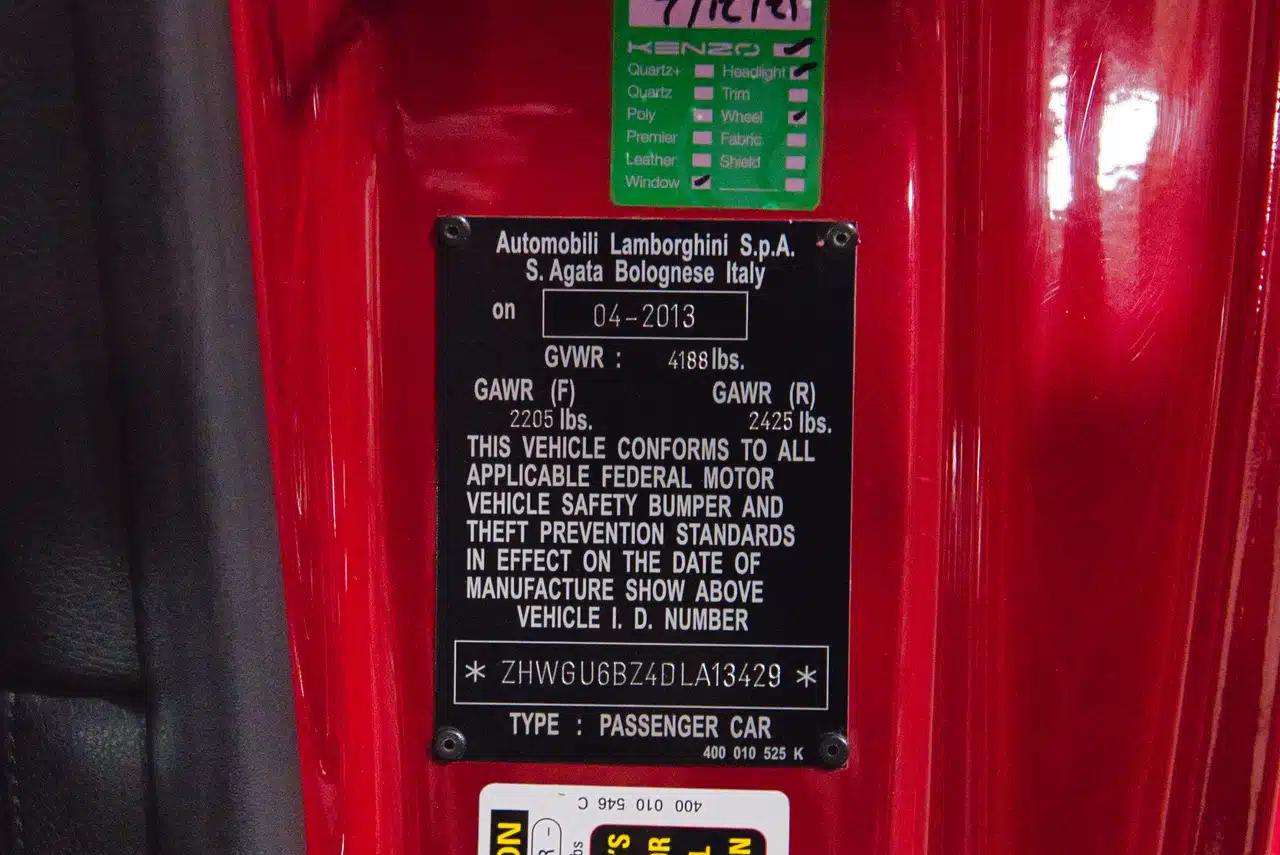 7/12/21
KENZO
Quartz+ Headlight
Quartz Trim
Poly Wheel
Premier Fabric
Leather Shield
Window
Automobili Lamborghini S.p.A.
S. Agata Bolognese Italy
on 04-2013
GVWR : 4188 lbs.
GAWR (F) GAWR (R)
2205 lbs. 2425 lbs.
THIS VEHICLE CONFORMS TO ALL
APPLICABLE FEDERAL MOTOR
VEHICLE SAFETY BUMPER AND
THEFT PREVENTION STANDARDS
IN EFFECT ON THE DATE OF
MANUFACTURE SHOW ABOVE
VEHICLE I. D. NUMBER
* ZHWGU6BZ4DLA13429 *
TYPE : PASSENGER CAR
400 010 525 K
400 010 546 C